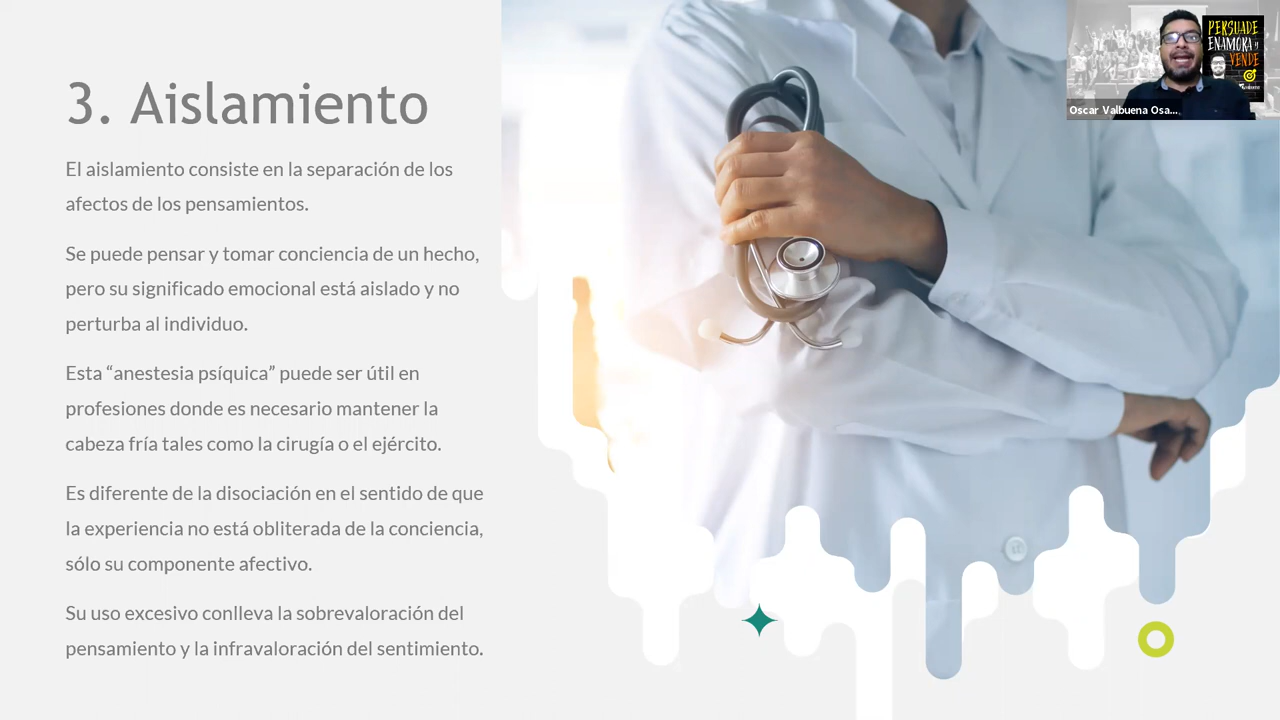 3. Aislamiento
El aislamiento consiste en la separación de los
afectos de los pensamientos.
Se puede pensar y tomar conciencia de un hecho,
pero su significado emocional está aislado y no
perturba al individuo.
Esta “anestesia psíquica” puede ser útil en
profesiones donde es necesario mantener la
cabeza fría tales como la cirugía o el ejército.
Es diferente de la disociación en el sentido de que
la experiencia no está obliterada de la conciencia,
sólo su componente afectivo.
Su uso excesivo conlleva la sobrevaloración del
pensamiento y la infravaloración del sentimiento.
PERSUADE
ENAMORA y
VENDE
Oscar Valbuena Osa...